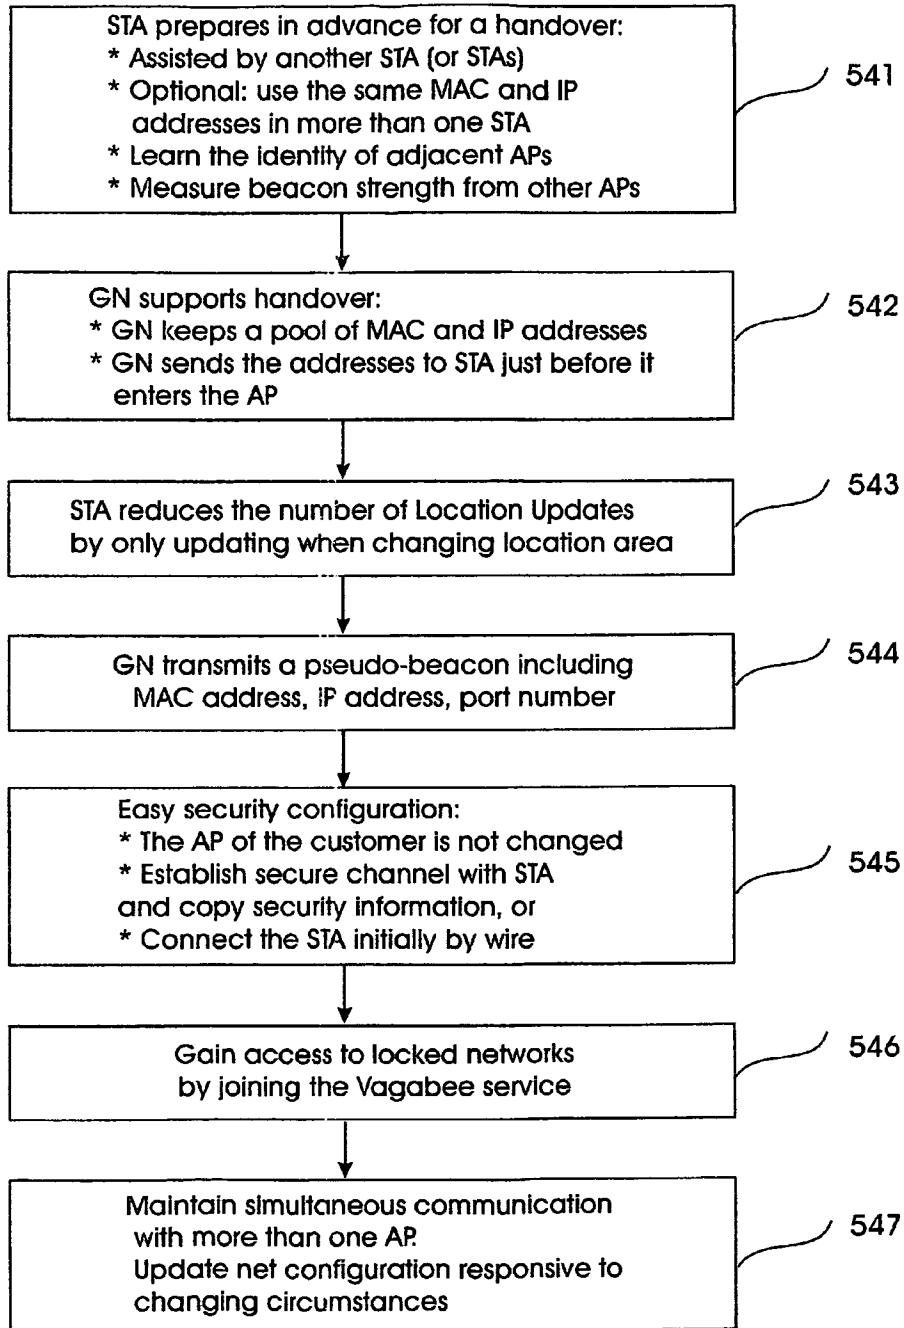 STA prepares in advance for a handover:
* Assisted by another STA (or STAs)
* Optional: use the same MAC and IP
addresses in more than one STA
* Learn the identity of adjacent APs
* Measure beacon strength from other APs
541
GN supports handover:
* GN keeps a pool of MAC and IP addresses
* GN sends the addresses to STA just before it
enters the AP
542
STA reduces the number of Location Updates
by only updating when changing location area
543
GN transmits a pseudo-beacon including
MAC address, IP address, port number
544
Easy security configuration:
* The AP of the customer is not changed
* Establish secure channel with STA
and copy security information, or
* Connect the STA initially by wire
545
Gain access to locked networks
by joining the Vagabee service
546
Maintain simultaneous communication
with more than one AP.
Update net configuration responsive to
changing circumstances
547